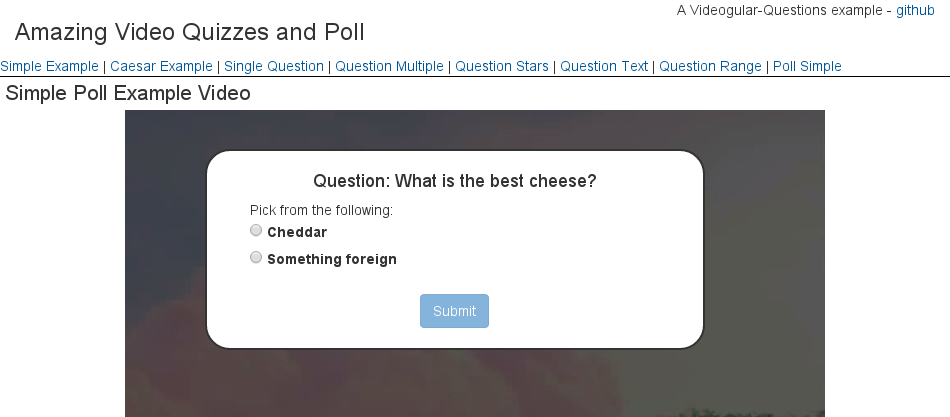 A Videogular-Questions example - github
Amazing Video Quizzes and Poll
Simple Example | Caesar Example | Single Question | Question Multiple | Question Stars | Question Text | Question Range | Poll Simple
Simple Poll Example Video
Question: What is the best cheese?
Pick from the following:
Cheddar
Something foreign
Submit